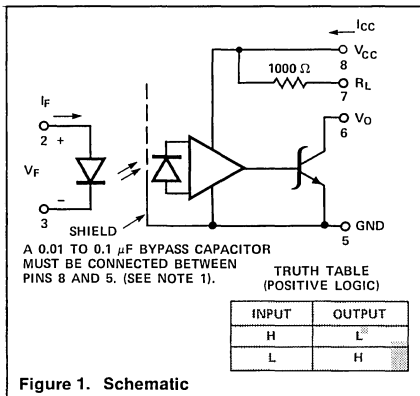 I_CC
V_CC
8
1000 Ω
R_L
7
I_F
V_O
6
2 +
V_F
–
3
SHIELD
GND
5
A 0.01 TO 0.1 μF BYPASS CAPACITOR
MUST BE CONNECTED BETWEEN
PINS 8 AND 5. (SEE NOTE 1).
TRUTH TABLE
(POSITIVE LOGIC)
INPUT OUTPUT
H L
L H
Figure 1. Schematic